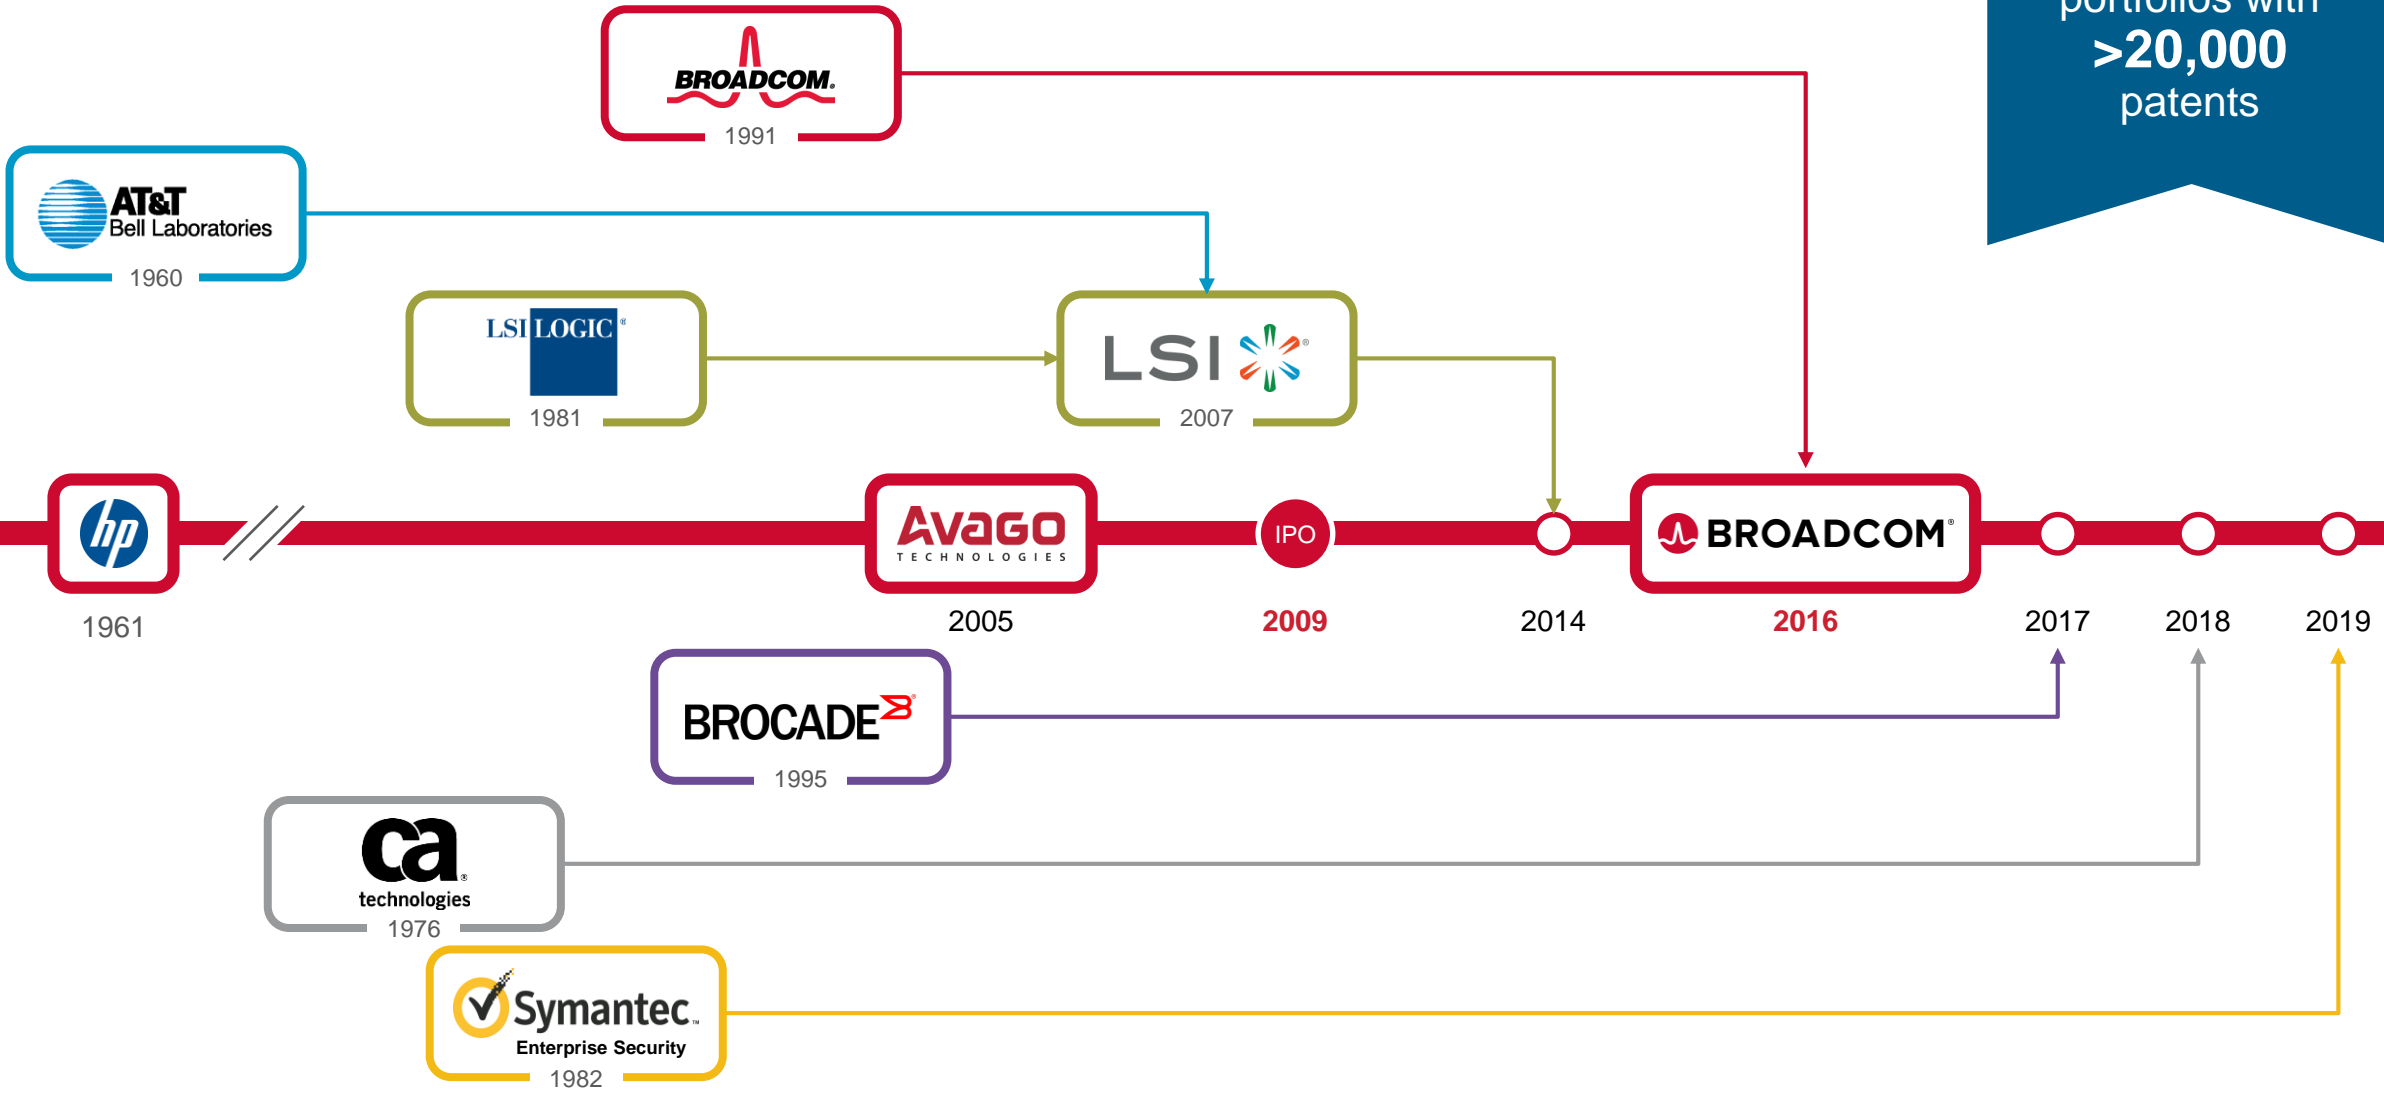 portfolios with
>20,000
patents
BROADCOM®
1991
AT&T
Bell Laboratories
1960
LSI LOGIC®
1981
LSI®
2007
hp
AVAGO
TECHNOLOGIES
IPO
BROADCOM®
1961
2005
2009
2014
2016
2017
2018
2019
BROCADE®
1995
ca®
technologies
1976
Symantec™
Enterprise Security
1982